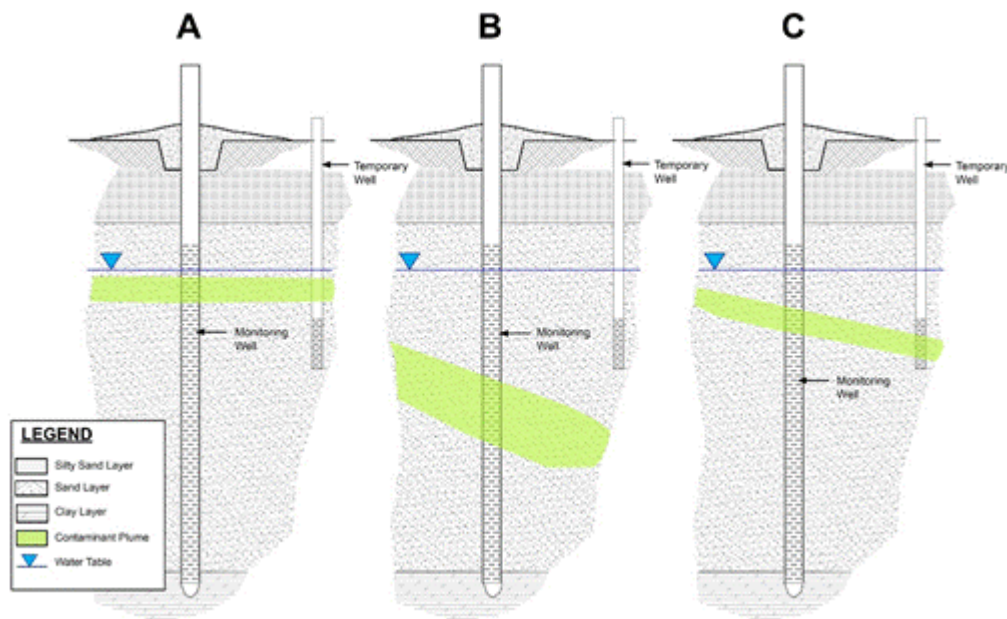 A
B
C
Temporary
Well
Temporary
Well
Temporary
Well
Monitoring
Well
Monitoring
Well
Monitoring
Well
LEGEND
Silty Sand Layer
Sand Layer
Clay Layer
Contaminant Plume
Water Table